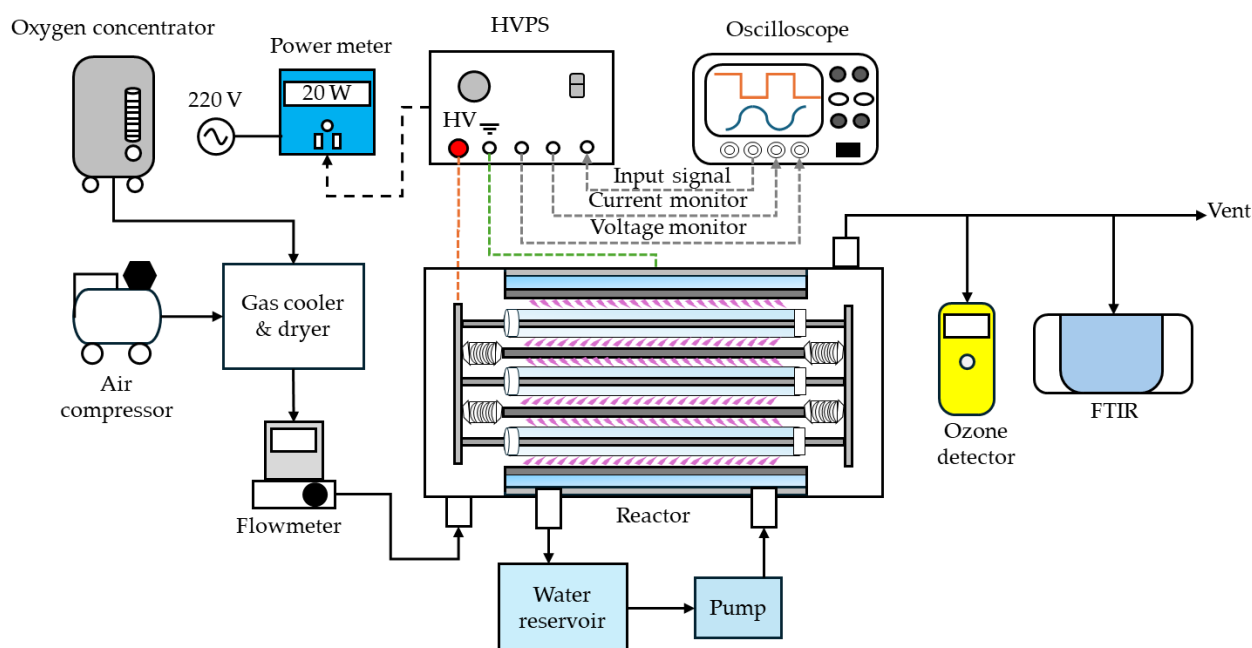 Oxygen concentrator
Power meter
HVPS
Oscilloscope
220 V
20 W
HV
Input signal
Current monitor
Voltage monitor
Vent
Gas cooler
& dryer
Air
compressor
Flowmeter
Reactor
Ozone
detector
FTIR
Water
reservoir
Pump